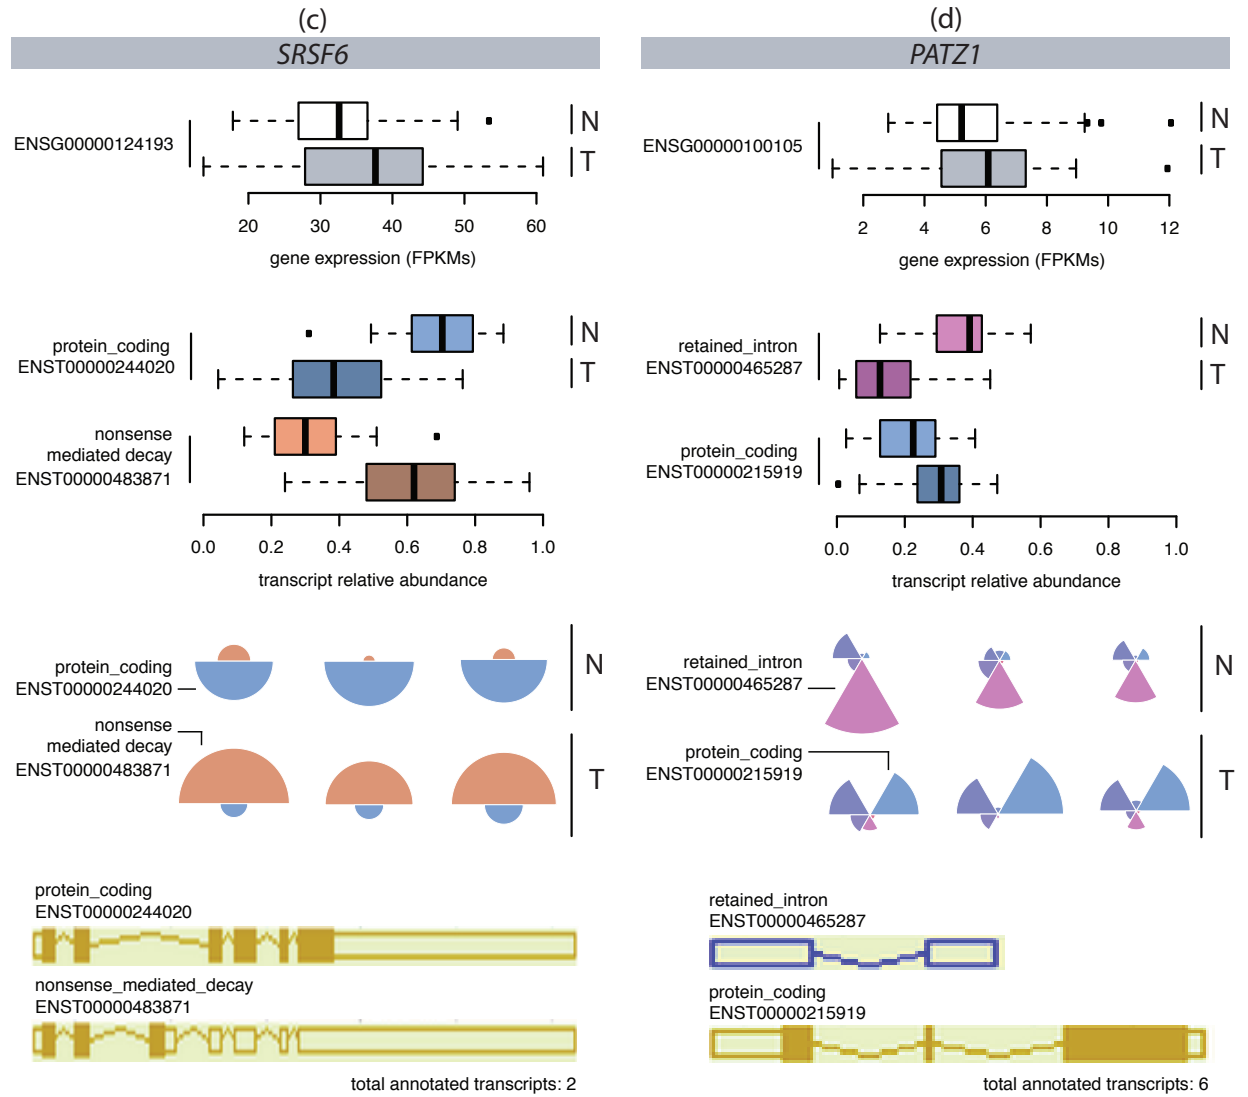 (c)
SRSF6
ENSG00000124193
N
T
20 30 40 50 60
gene expression (FPKMs)
protein_coding
ENST00000244020
N
T
nonsense
mediated decay
ENST00000483871
0.0 0.2 0.4 0.6 0.8 1.0
transcript relative abundance
protein_coding
ENST00000244020
N
nonsense
mediated decay
ENST00000483871
T
protein_coding
ENST00000244020
nonsense_mediated_decay
ENST00000483871
total annotated transcripts: 2
(d)
PATZ1
ENSG00000100105
N
T
2 4 6 8 10 12
gene expression (FPKMs)
retained_intron
ENST00000465287
N
T
protein_coding
ENST00000215919
0.0 0.2 0.4 0.6 0.8 1.0
transcript relative abundance
retained_intron
ENST00000465287
N
protein_coding
ENST00000215919
T
retained_intron
ENST00000465287
protein_coding
ENST00000215919
total annotated transcripts: 6